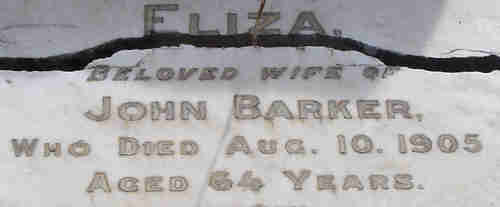 ELIZA,
BELOVED WIFE OF
JOHN BARKER,
WHO DIED AUG. 10. 1905
AGED 64 YEARS.